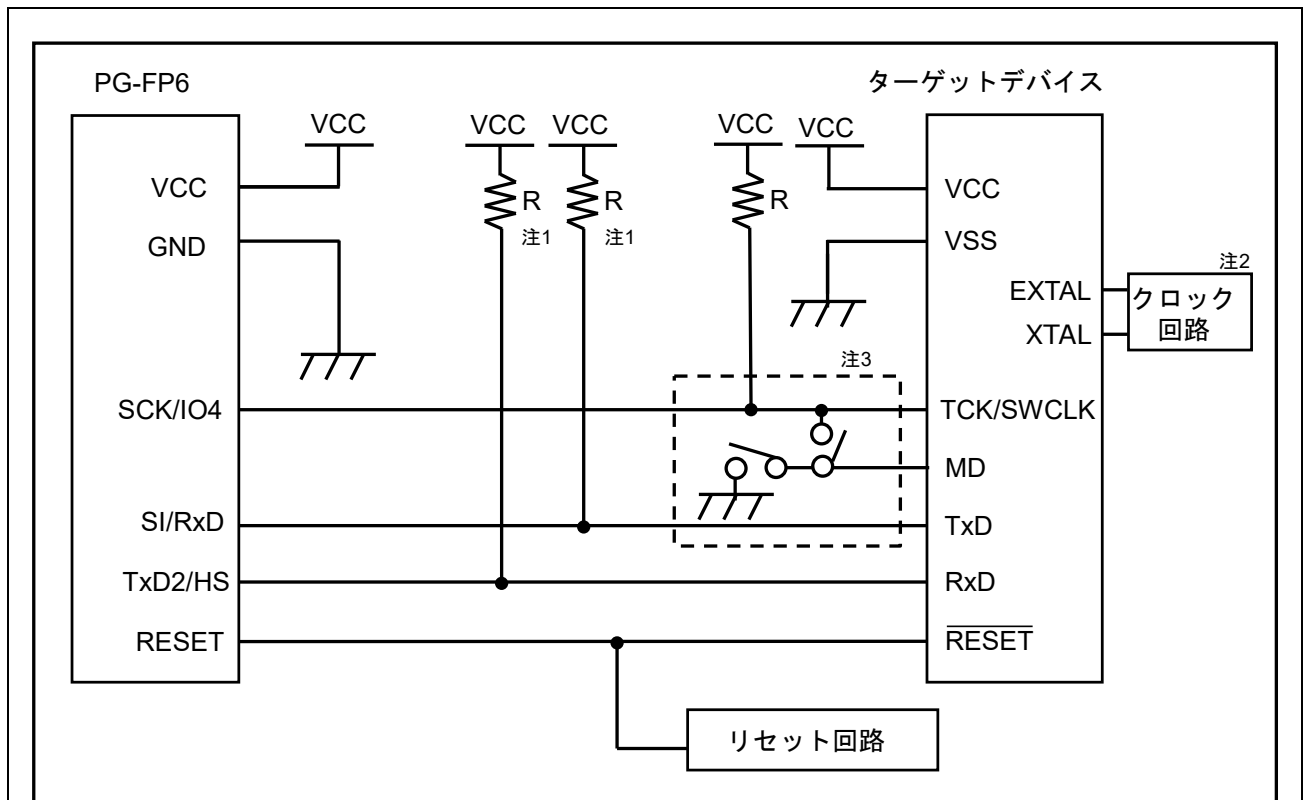 PG-FP6
ターゲットデバイス
VCC
VCC
VCC
VCC
VCC
VCC
GND
SCK/IO4
SI/RxD
TxD2/HS
RESET
R
注1
R
注1
R
VCC
VSS
EXTAL
XTAL
注2
クロック
回路
注3
TCK/SWCLK
MD
TxD
RxD
RESET
リセット回路